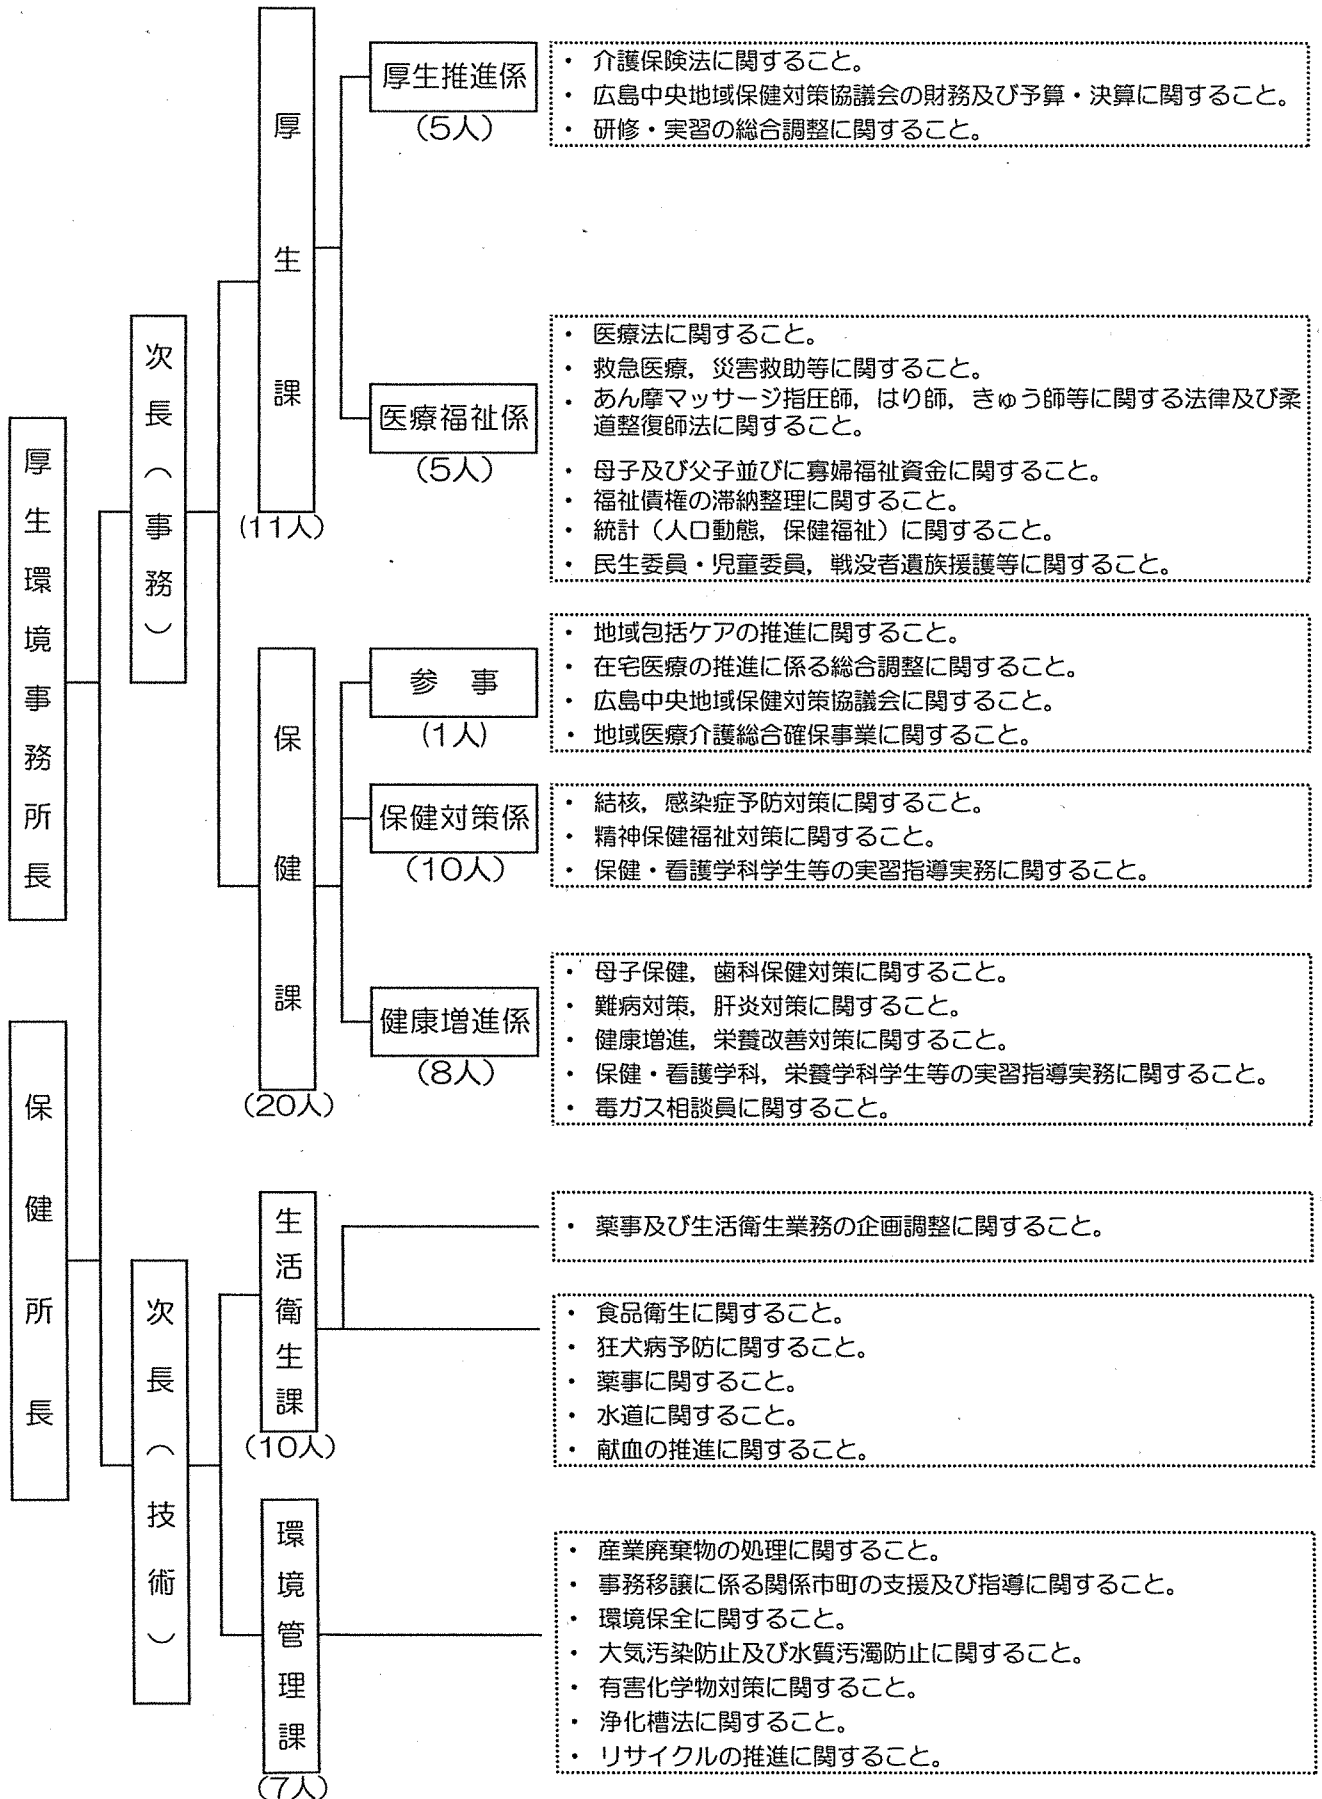 厚生環境事務所長
保健所長
次長（事務）
次長（技術）
厚生課
(11人)
厚生推進係
(5人)
・ 介護保険法に関すること。
・ 広島中央地域保健対策協議会の財務及び予算・決算に関すること。
・ 研修・実習の総合調整に関すること。
医療福祉係
(5人)
・ 医療法に関すること。
・ 救急医療，災害救助等に関すること。
・ あん摩マッサージ指圧師，はり師，きゅう師等に関する法律及び柔
道整復師法に関すること。
・ 母子及び父子並びに寡婦福祉資金に関すること。
・ 福祉債権の滞納整理に関すること。
・ 統計（人口動態，保健福祉）に関すること。
・ 民生委員・児童委員，戦没者遺族援護等に関すること。
保健課
(20人)
参 事
(1人)
・ 地域包括ケアの推進に関すること。
・ 在宅医療の推進に係る総合調整に関すること。
・ 広島中央地域保健対策協議会に関すること。
・ 地域医療介護総合確保事業に関すること。
保健対策係
(10人)
・ 結核，感染症予防対策に関すること。
・ 精神保健福祉対策に関すること。
・ 保健・看護学科学生等の実習指導実務に関すること。
健康増進係
(8人)
・ 母子保健，歯科保健対策に関すること。
・ 難病対策，肝炎対策に関すること。
・ 健康増進，栄養改善対策に関すること。
・ 保健・看護学科，栄養学科学生等の実習指導実務に関すること。
・ 毒ガス相談員に関すること。
生活衛生課
(10人)
・ 薬事及び生活衛生業務の企画調整に関すること。
・ 食品衛生に関すること。
・ 狂犬病予防に関すること。
・ 薬事に関すること。
・ 水道に関すること。
・ 献血の推進に関すること。
環境管理課
(7人)
・ 産業廃棄物の処理に関すること。
・ 事務移譲に係る関係市町の支援及び指導に関すること。
・ 環境保全に関すること。
・ 大気汚染防止及び水質汚濁防止に関すること。
・ 有害化学物対策に関すること。
・ 浄化槽法に関すること。
・ リサイクルの推進に関すること。